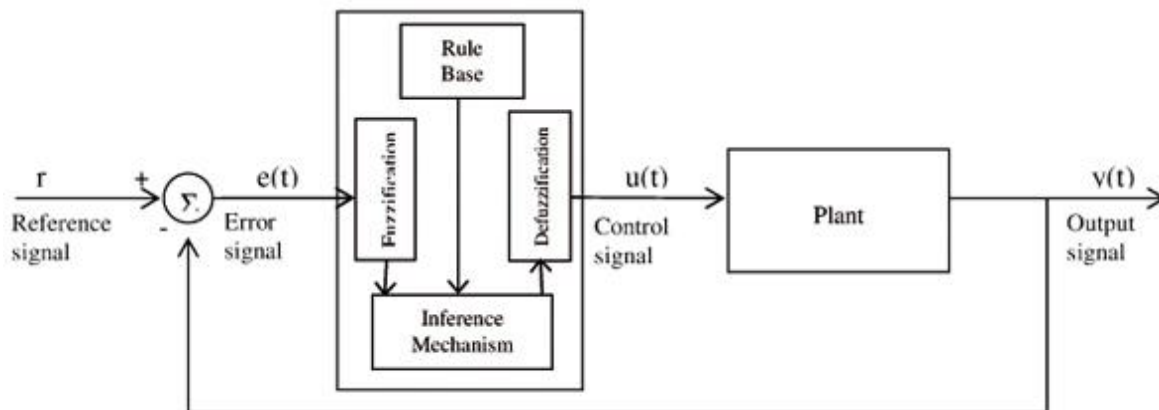 Rule
Base
Fuzzification
Defuzzification
r
+
Σ
-
e(t)
u(t)
v(t)
Reference
signal
Error
signal
Control
signal
Plant
Output
signal
Inference
Mechanism